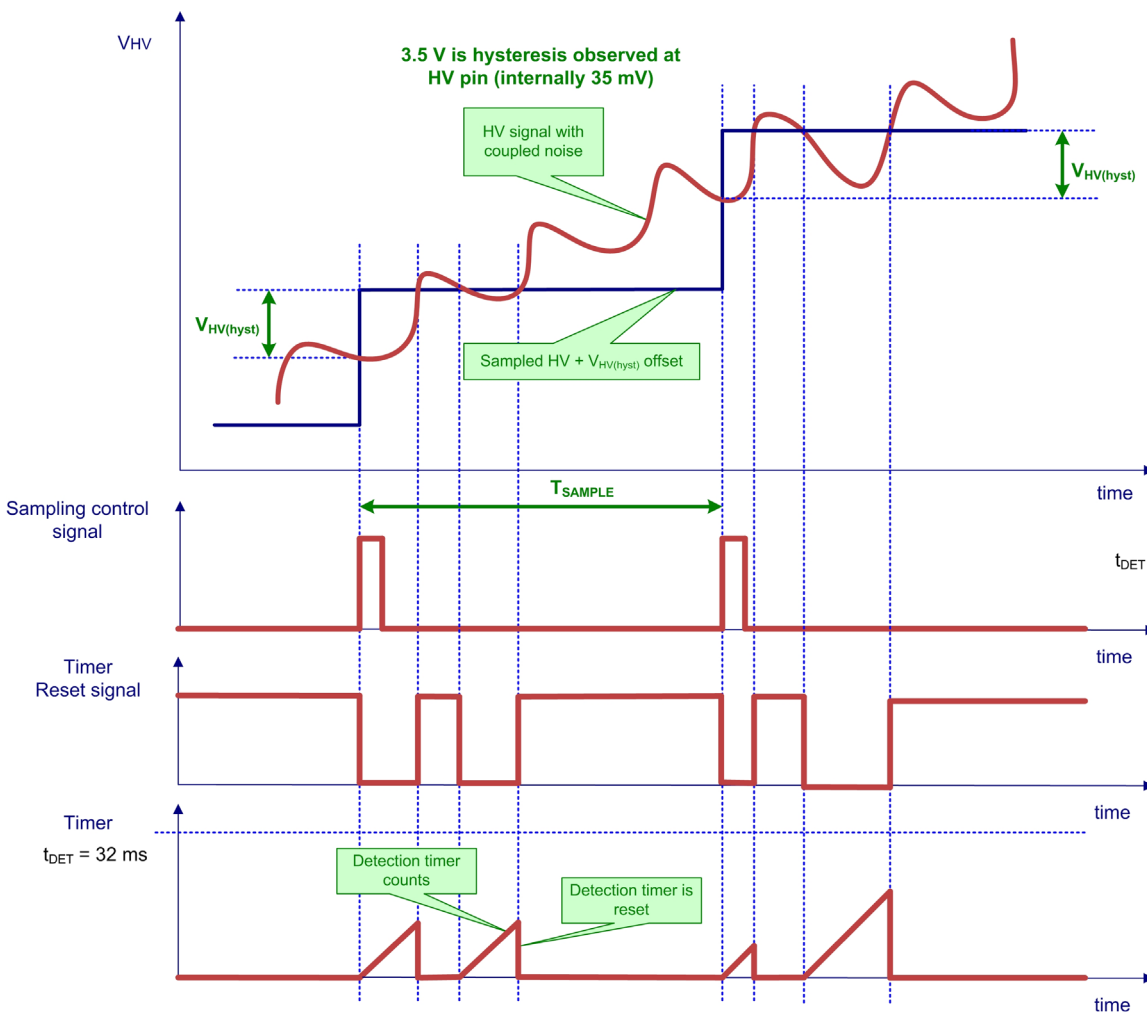 VHV
3.5 V is hysteresis observed at
HV pin (internally 35 mV)
HV signal with
coupled noise
VHV(hyst)
VHV(hyst)
Sampled HV + VHV(hyst) offset
time
Sampling control
signal
TSAMPLE
tDET
time
Timer
Reset signal
time
Timer
tDET = 32 ms
Detection timer
counts
Detection timer is
reset
time